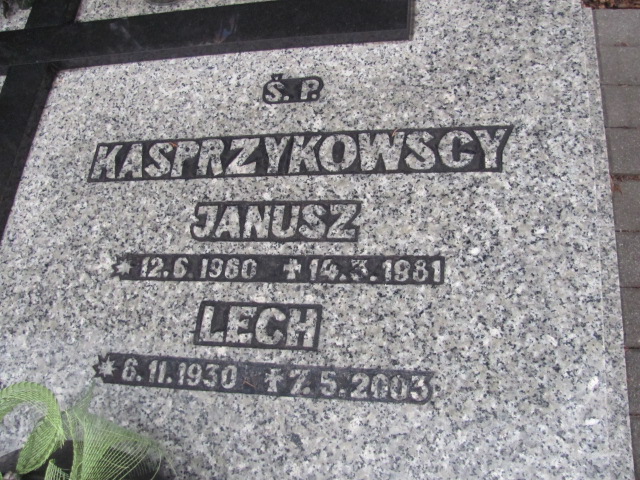 Ś. P.
KASPRZYKOWSCY
JANUSZ
* 12.6.1960 ✝ 14.3.1981
LECH
* 6.11.1930 ✝ 7.5.2003